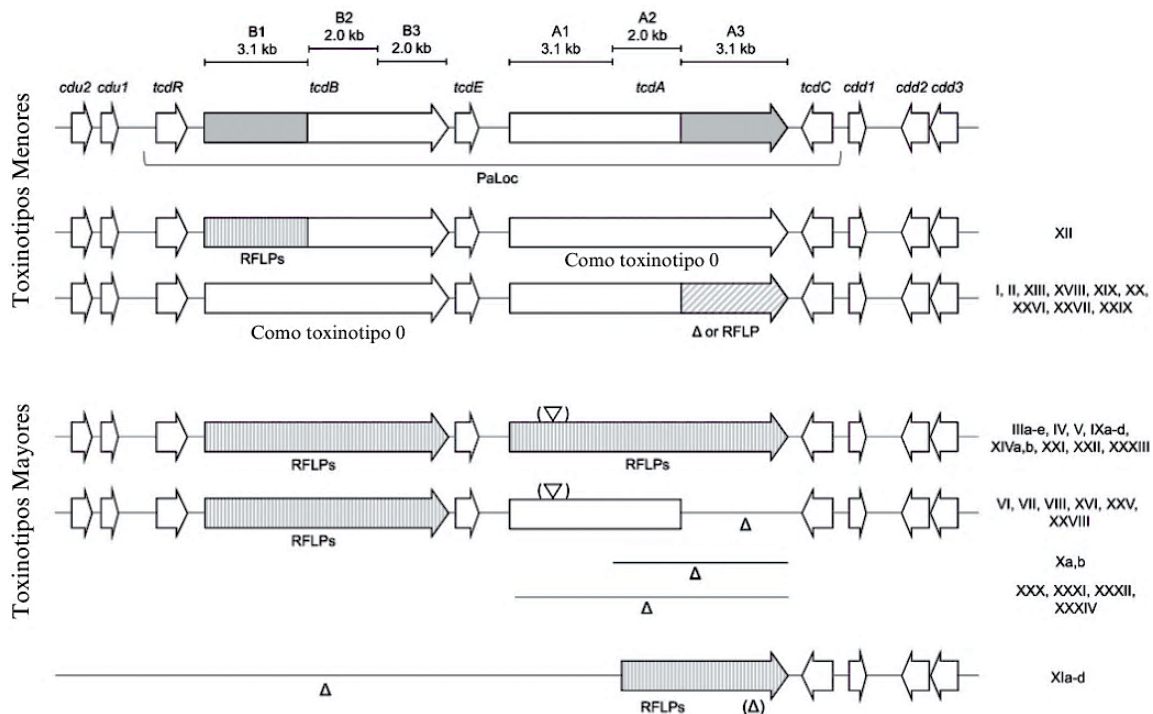 B1
3.1 kb
B2
2.0 kb
B3
2.0 kb
A1
3.1 kb
A2
2.0 kb
A3
3.1 kb
cdu2 cdu1 tcdR tcdB tcdE tcdA tcdC cdd1 cdd2 cdd3
PaLoc
Toxinotipos Menores
RFLPs
Como toxinotipo 0
XII
Como toxinotipo 0
Δ or RFLP
I, II, XIII, XVIII, XIX, XX,
XXVI, XXVII, XXIX
Toxinotipos Mayores
(▽)
RFLPs
RFLPs
IIIa-e, IV, V, IXa-d,
XIVa,b, XXI, XXII, XXXIII
(▽)
RFLPs
Δ
VI, VII, VIII, XVI, XXV,
XXVIII
Δ
Xa,b
Δ
XXX, XXXI, XXXII,
XXXIV
Δ
RFLPs
(Δ)
XIa-d